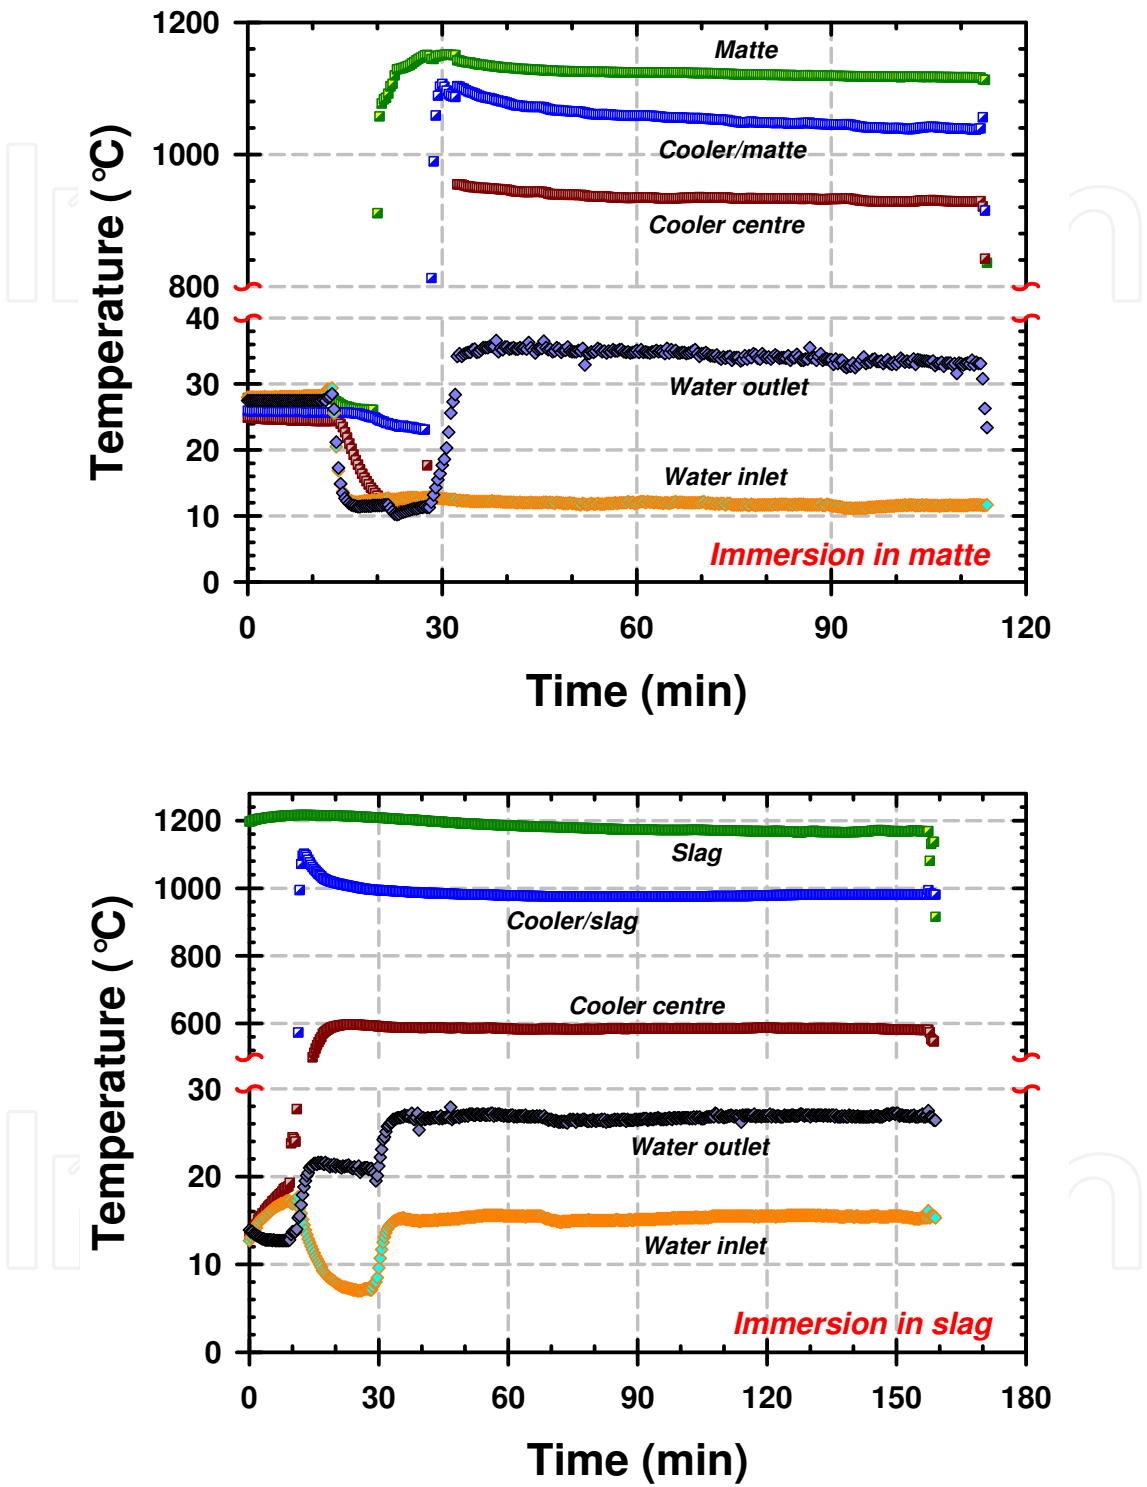 1200
Matte
1000
Cooler/matte
Cooler centre
800
40
30
Water outlet
20
Water inlet
10
Immersion in matte
0
Temperature (°C)
0 30 60 90 120
Time (min)
1200
Slag
1000
Cooler/slag
800
Cooler centre
600
30
Water outlet
20
Water inlet
10
Immersion in slag
0
Temperature (°C)
0 30 60 90 120 150 180
Time (min)